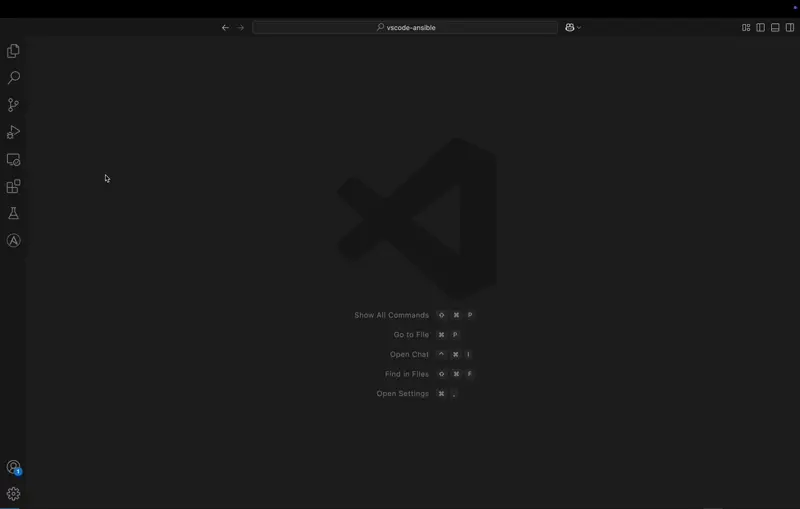 vscode-ansible
Show All Commands ⇧ ⌘ P
Go to File ⌘ P
Open Chat ^ ⌘ I
Find in Files ⇧ ⌘ F
Open Settings ⌘ ,
1